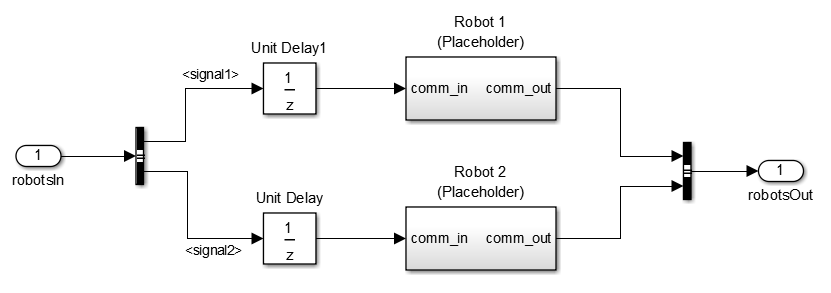 Robot 1
(Placeholder)
Unit Delay1
<signal1>
1
z
comm_in comm_out
1
robotsIn
Robot 2
(Placeholder)
Unit Delay
<signal2>
1
z
comm_in comm_out
1
robotsOut